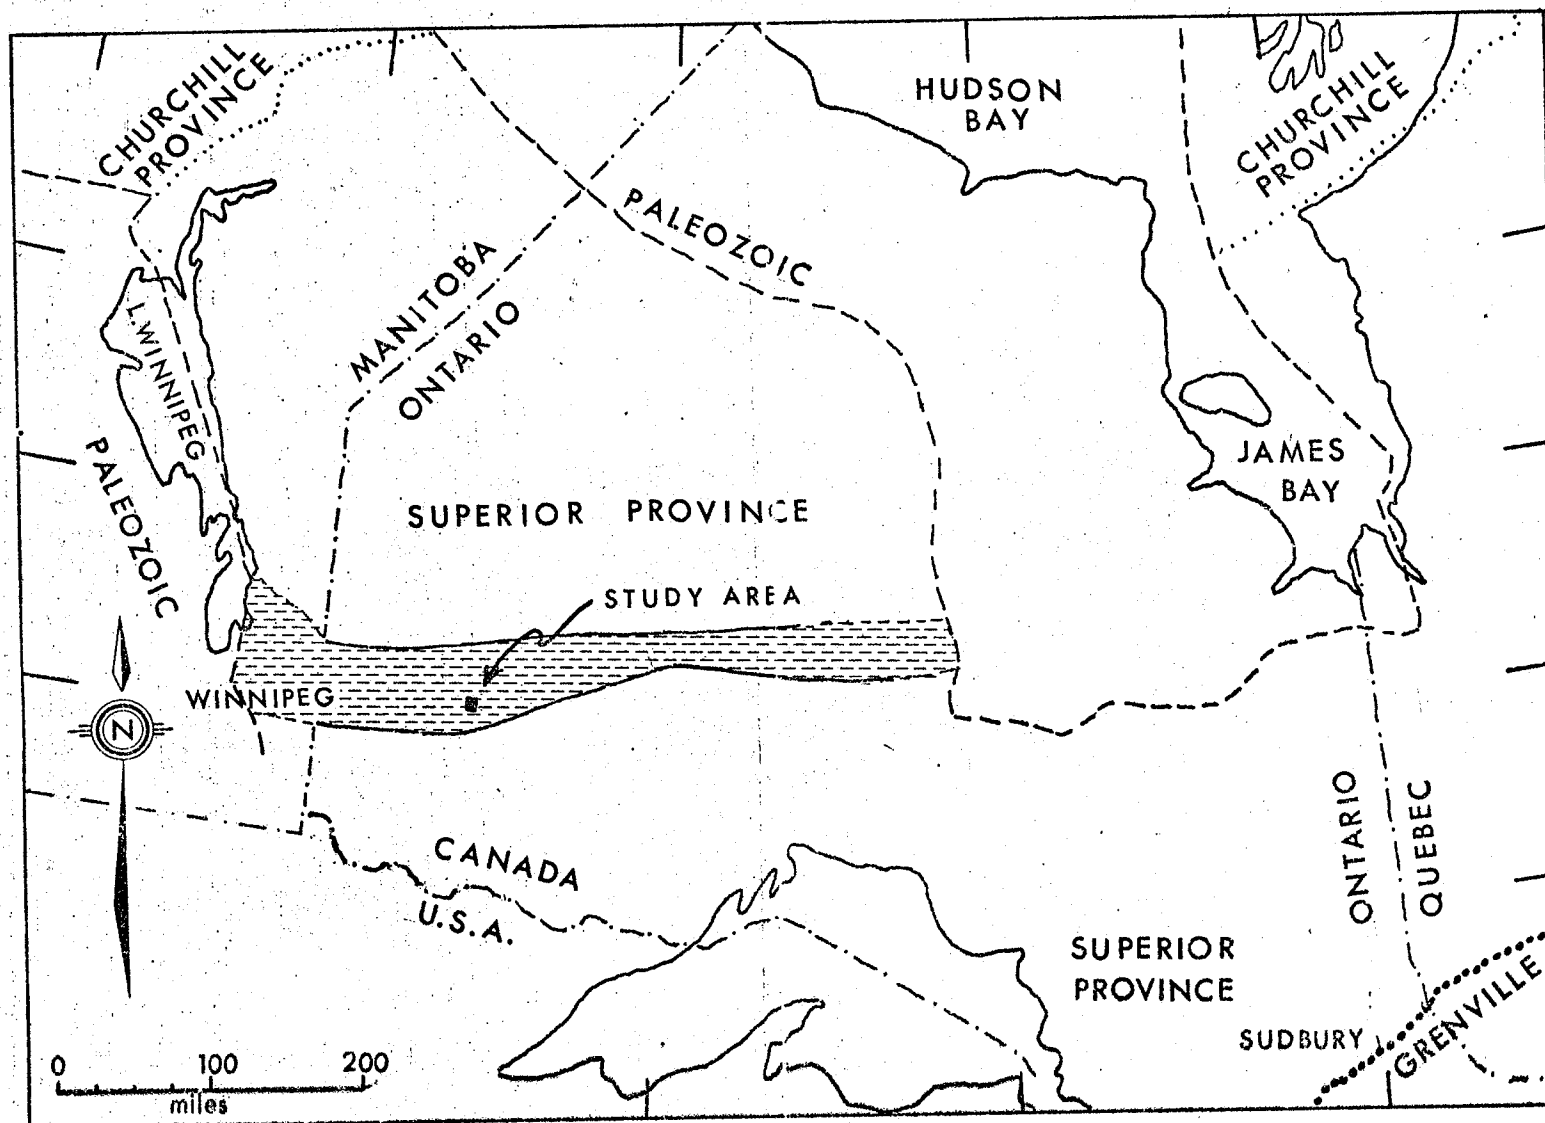 CHURCHILL
PROVINCE
HUDSON
BAY
CHURCHILL
PROVINCE
PALEOZOIC
MANITOBA
ONTARIO
L. WINNIPEG
PALEOZOIC
JAMES
BAY
SUPERIOR PROVINCE
STUDY AREA
WINNIPEG
N
CANADA
U.S.A.
ONTARIO
QUEBEC
SUPERIOR
PROVINCE
SUDBURY
GRENVILLE
0 100 200
miles